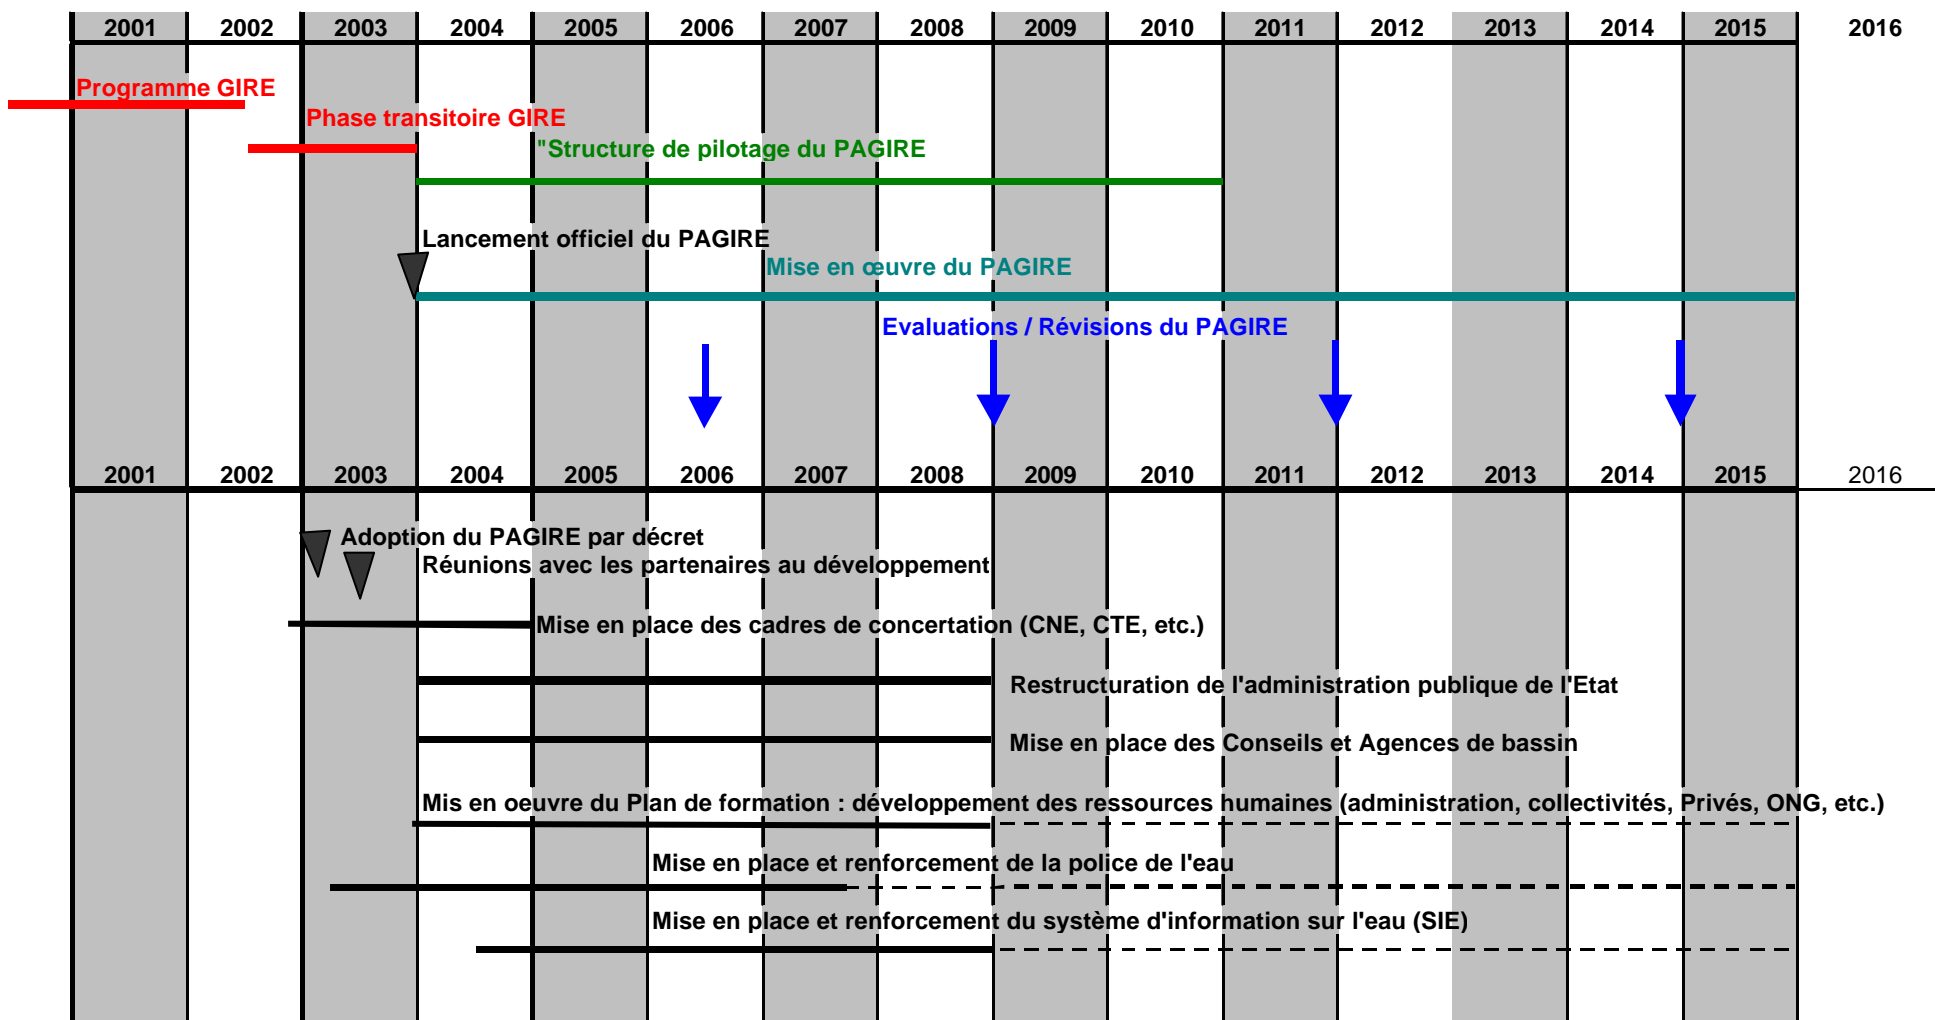 2001 2002 2003 2004 2005 2006 2007 2008 2009 2010 2011 2012 2013 2014 2015 2016
Programme GIRE
Phase transitoire GIRE
"Structure de pilotage du PAGIRE
Lancement officiel du PAGIRE
Mise en œuvre du PAGIRE
Evaluations / Révisions du PAGIRE
2001 2002 2003 2004 2005 2006 2007 2008 2009 2010 2011 2012 2013 2014 2015 2016
Adoption du PAGIRE par décret
Réunions avec les partenaires au développement
Mise en place des cadres de concertation (CNE, CTE, etc.)
Restructuration de l'administration publique de l'Etat
Mise en place des Conseils et Agences de bassin
Mis en oeuvre du Plan de formation : développement des ressources humaines (administration, collectivités, Privés, ONG, etc.)
Mise en place et renforcement de la police de l'eau
Mise en place et renforcement du système d'information sur l'eau (SIE)